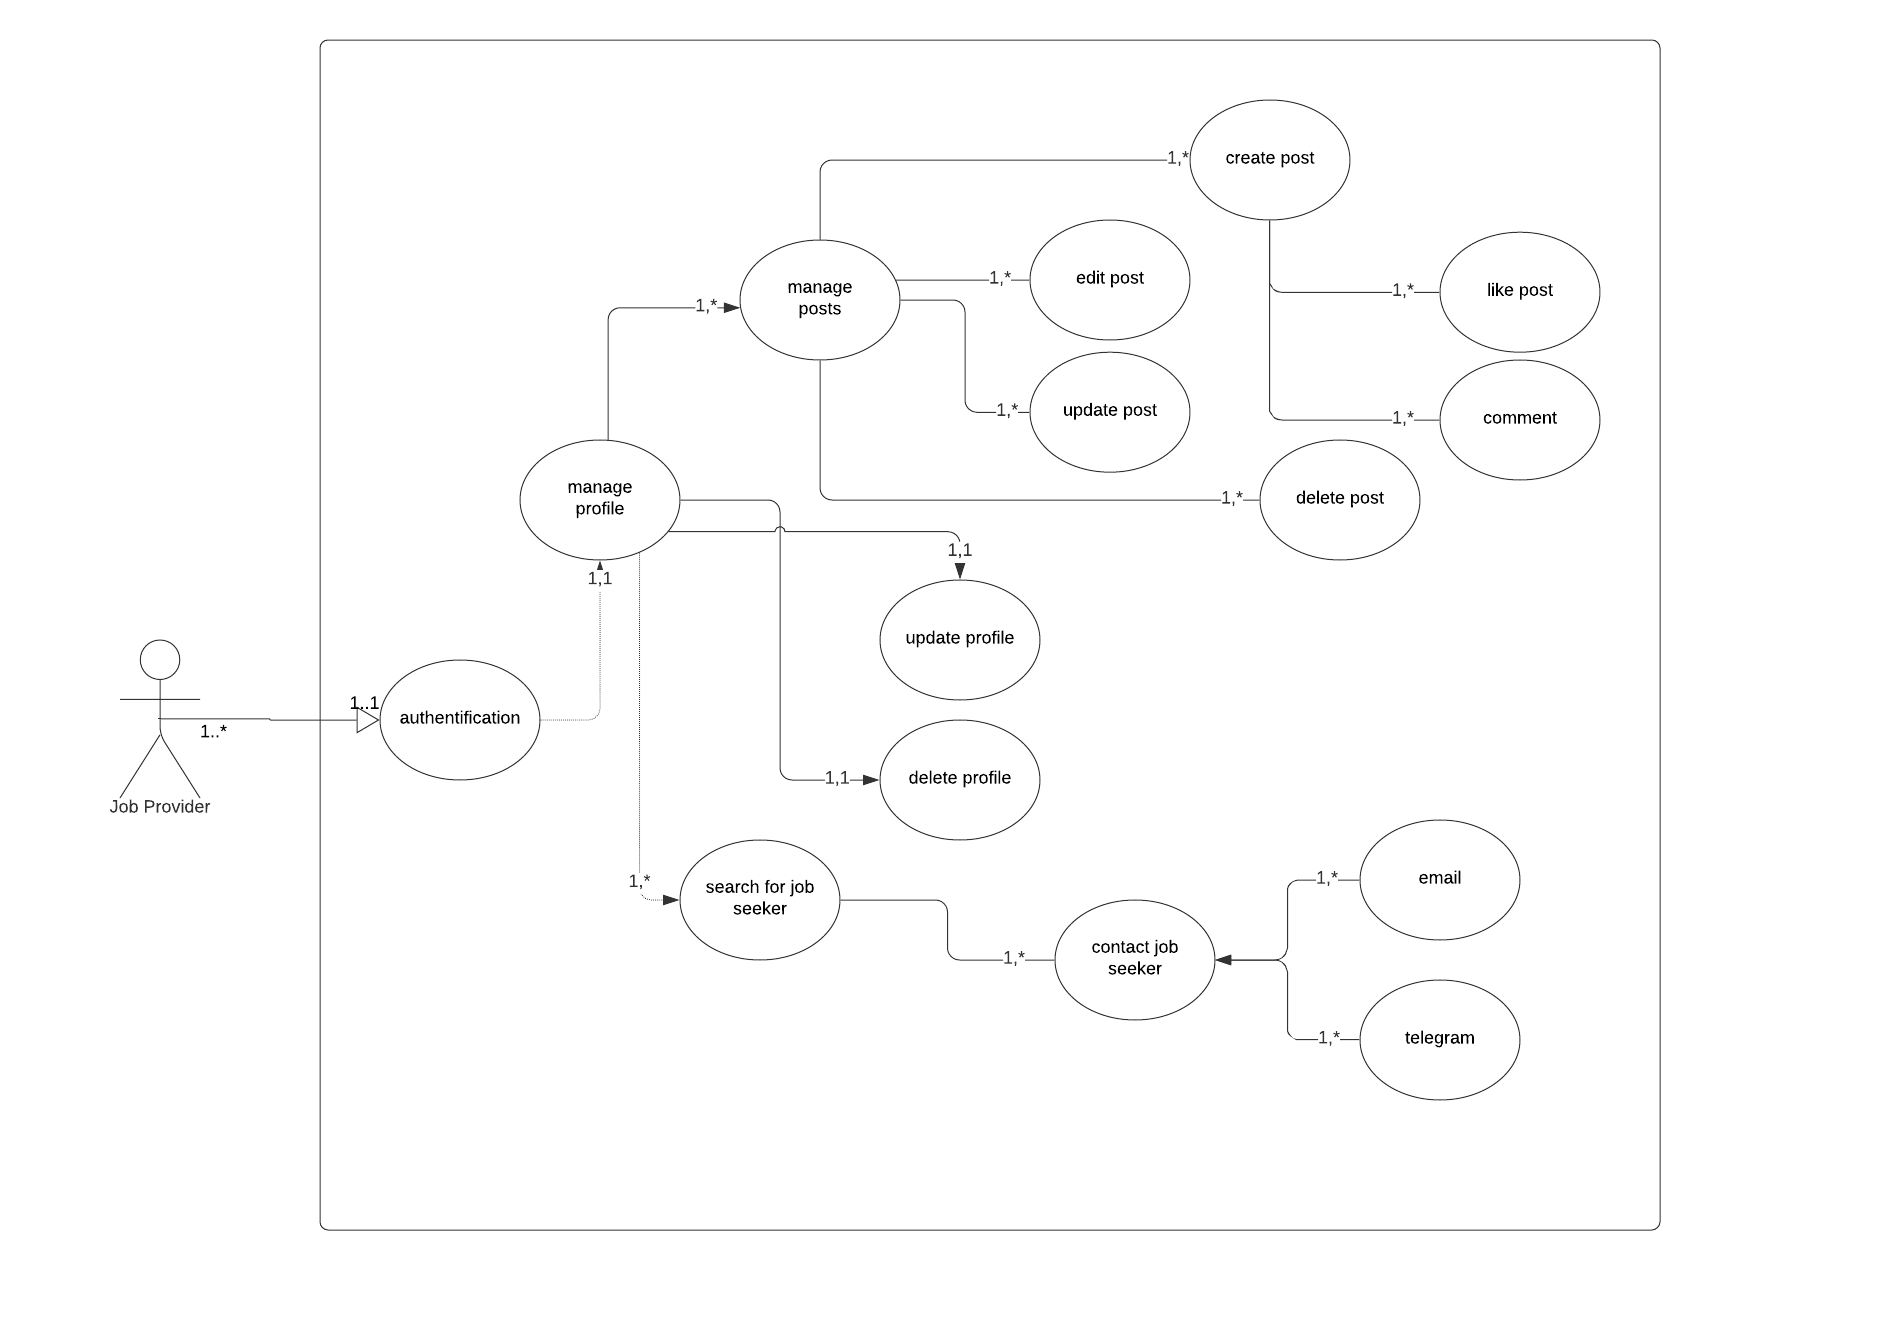 create post
1,*
edit post
1,*
like post
1,*
manage
posts
1,*
update post
1,*
comment
1,*
manage
profile
delete post
1,*
1,1
1,1
update profile
1..1
authentification
1..*
Job Provider
delete profile
1,1
search for job
seeker
1,*
email
1,*
contact job
seeker
1,*
telegram
1,*